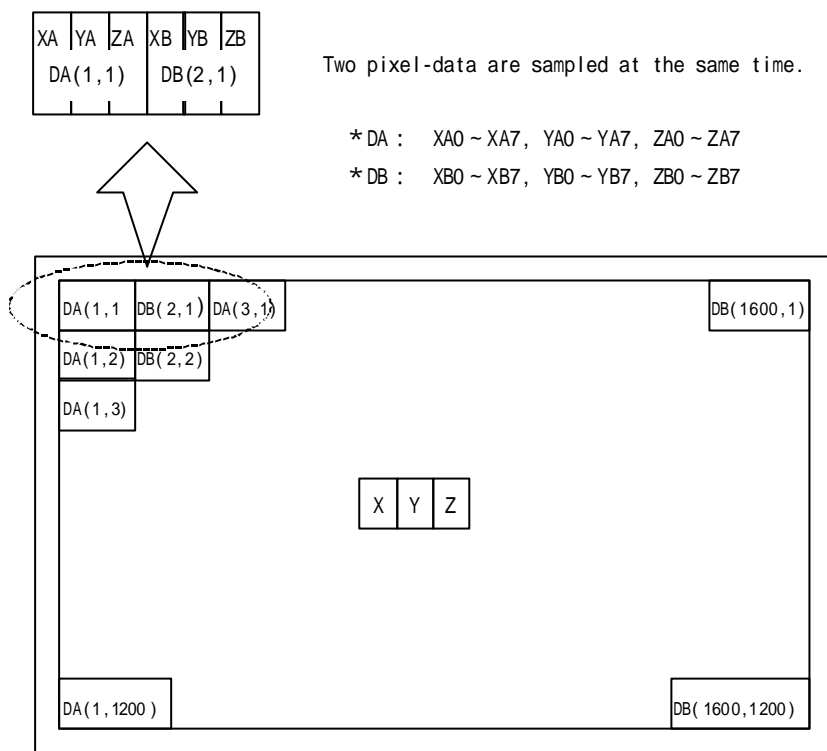 XA YA ZA XB YB ZB
DA(1,1) DB(2,1)
Two pixel-data are sampled at the same time.
*DA : XA0 ~ XA7, YA0 ~ YA7, ZA0 ~ ZA7
*DB : XB0 ~ XB7, YB0 ~ YB7, ZB0 ~ ZB7
DA(1,1 DB(2,1) DA(3,1) DB(1600,1)
DA(1,2) DB(2,2)
DA(1,3)
X Y Z
DA(1,1200) DB(1600,1200)